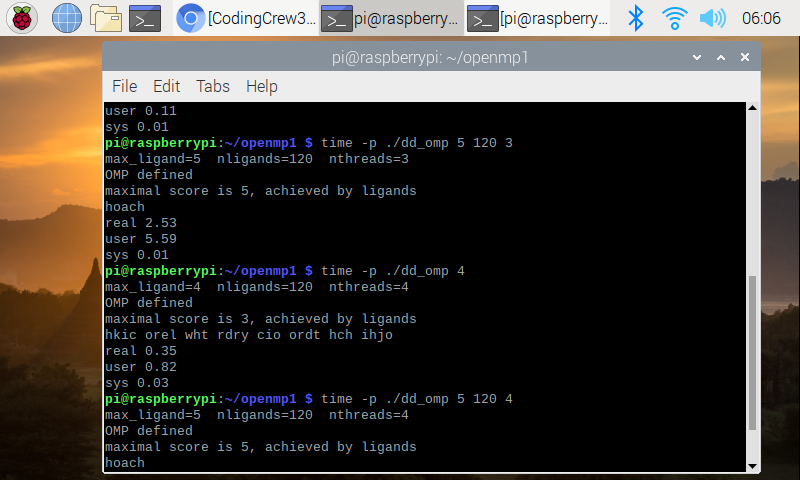 [CodingCrew3... pi@raspberry... [pi@raspberry... 06:06
pi@raspberrypi: ~/openmp1
File Edit Tabs Help
user 0.11
sys 0.01
pi@raspberrypi:~/openmp1 $ time -p ./dd_omp 5 120 3
max_ligand=5  nligands=120  nthreads=3
OMP defined
maximal score is 5, achieved by ligands
hoach
real 2.53
user 5.59
sys 0.01
pi@raspberrypi:~/openmp1 $ time -p ./dd_omp 4
max_ligand=4  nligands=120  nthreads=4
OMP defined
maximal score is 3, achieved by ligands
hkic orel wht rdry cio ordt hch ihjo
real 0.35
user 0.82
sys 0.03
pi@raspberrypi:~/openmp1 $ time -p ./dd_omp 5 120 4
max_ligand=5  nligands=120  nthreads=4
OMP defined
maximal score is 5, achieved by ligands
hoach